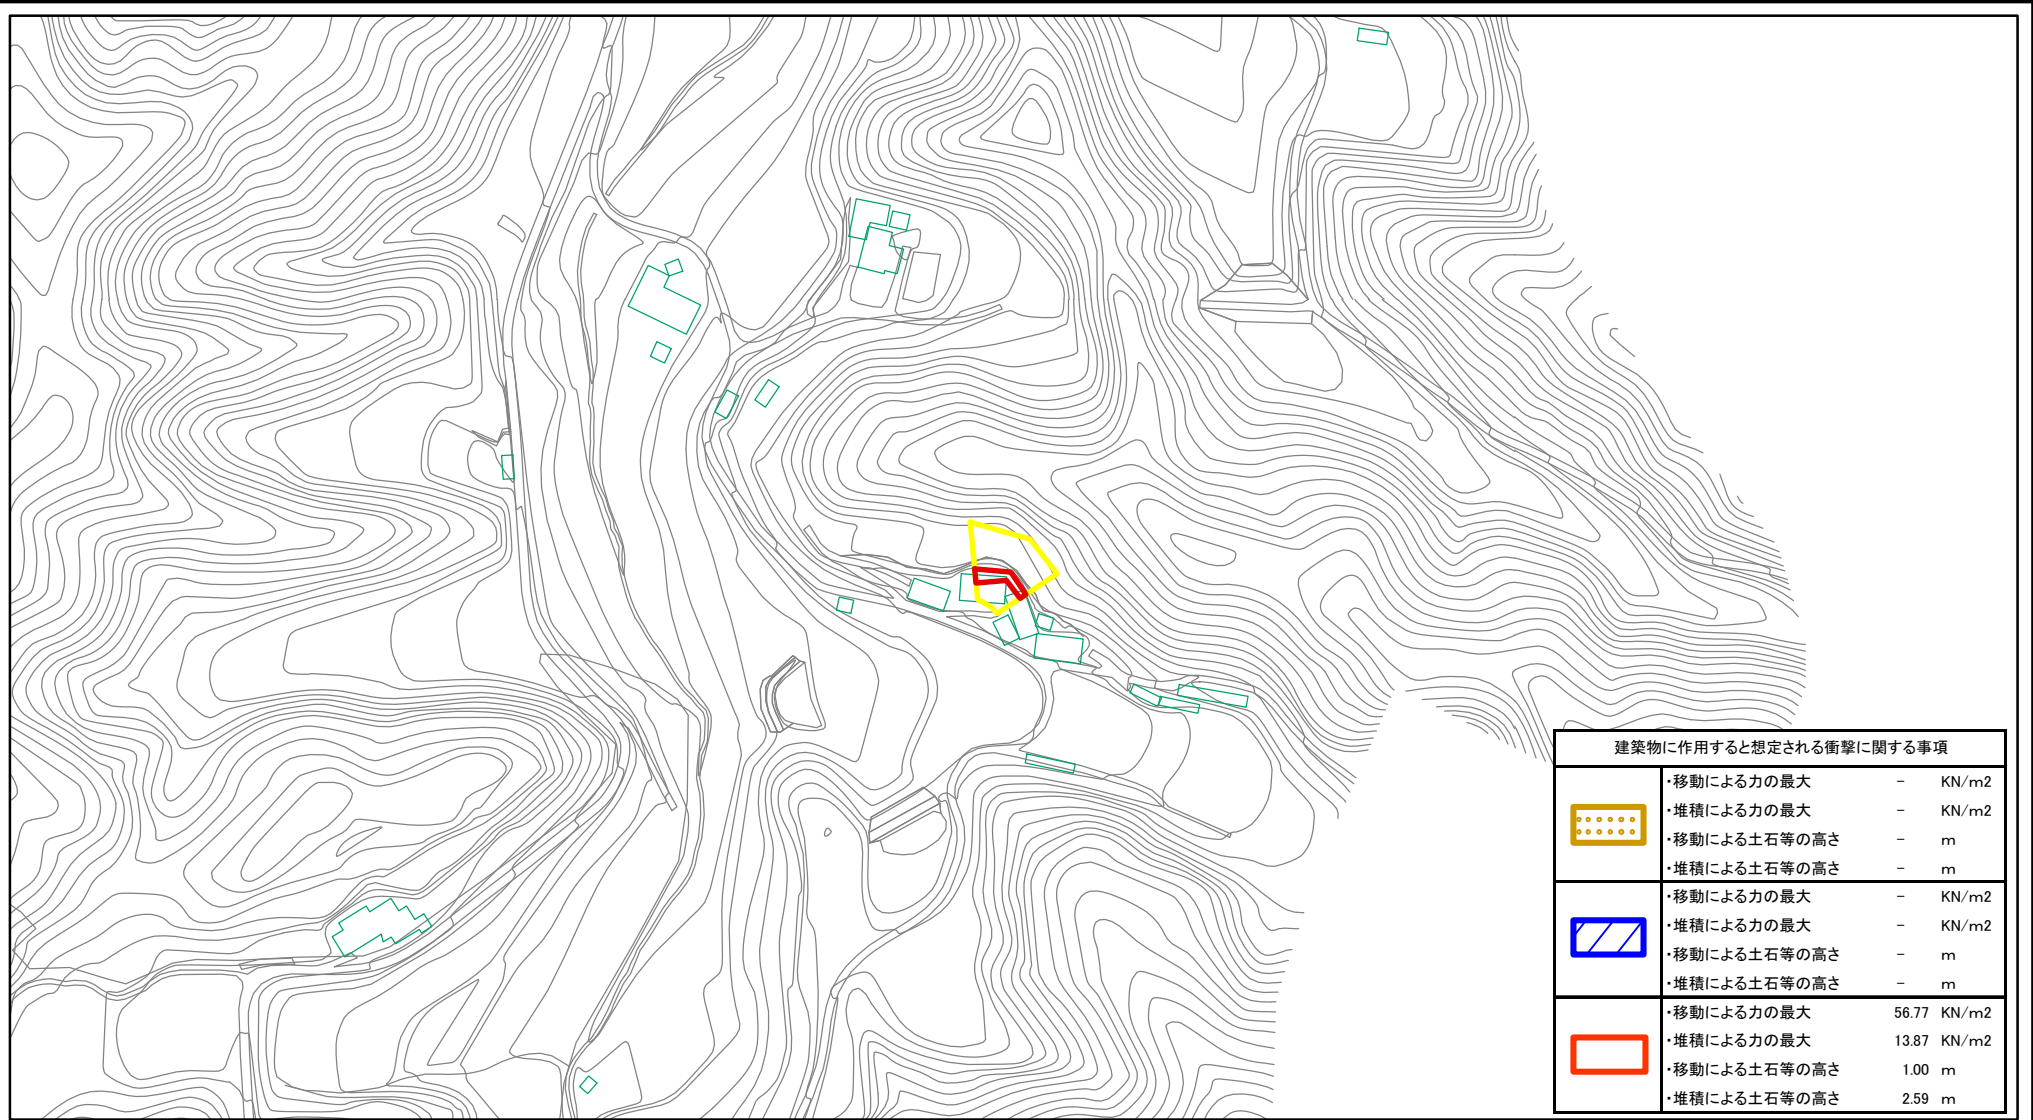 建築物に作用すると想定される衝撃に関する事項
・移動による力の最大 － KN/m2
・堆積による力の最大 － KN/m2
・移動による土石等の高さ － m
・堆積による土石等の高さ － m
・移動による力の最大 － KN/m2
・堆積による力の最大 － KN/m2
・移動による土石等の高さ － m
・堆積による土石等の高さ － m
・移動による力の最大 56.77 KN/m2
・堆積による力の最大 13.87 KN/m2
・移動による土石等の高さ 1.00 m
・堆積による土石等の高さ 2.59 m